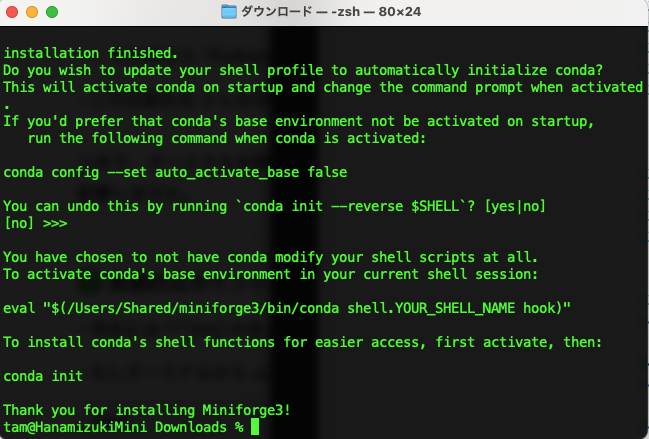 ダウンロード — -zsh — 80×24
installation finished.
Do you wish to update your shell profile to automatically initialize conda?
This will activate conda on startup and change the command prompt when activated
.
If you'd prefer that conda's base environment not be activated on startup,
   run the following command when conda is activated:
conda config --set auto_activate_base false
You can undo this by running `conda init --reverse $SHELL`? [yes|no]
[no] >>>
You have chosen to not have conda modify your shell scripts at all.
To activate conda's base environment in your current shell session:
eval "$(/Users/Shared/miniforge3/bin/conda shell.YOUR_SHELL_NAME hook)"
To install conda's shell functions for easier access, first activate, then:
conda init
Thank you for installing Miniforge3!
tam@HanamizukiMini Downloads %